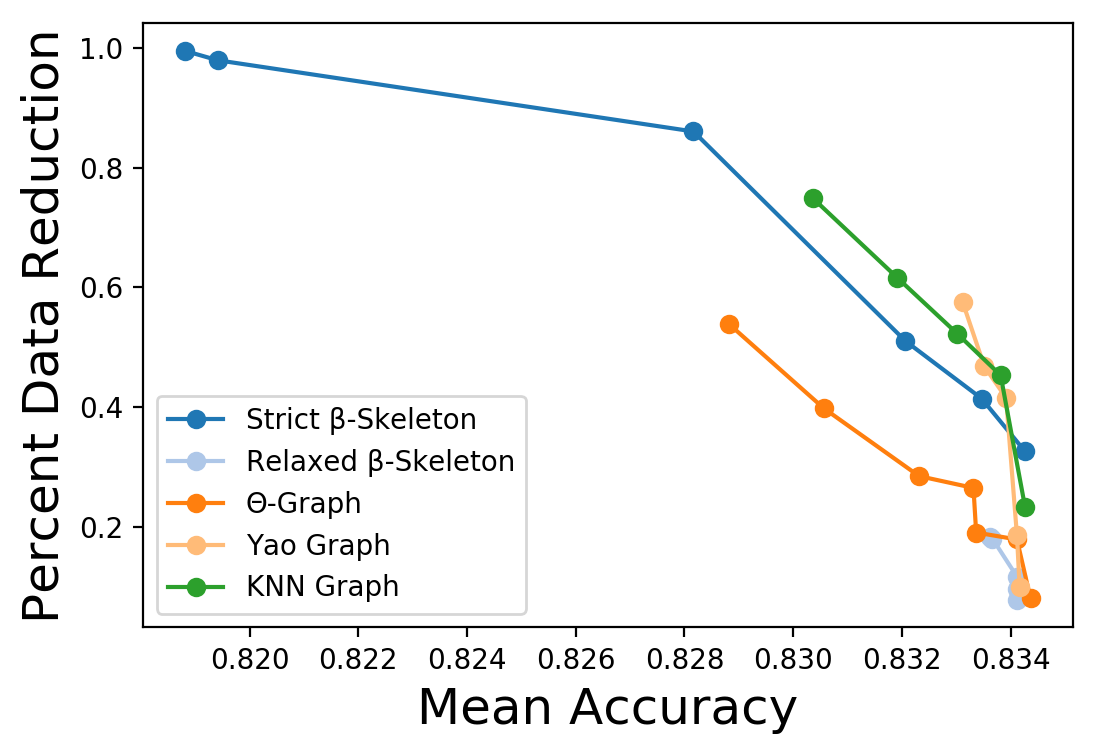 Percent Data Reduction
1.0
0.8
0.6
0.4
0.2
Strict β-Skeleton
Relaxed β-Skeleton
Θ-Graph
Yao Graph
KNN Graph
0.820 0.822 0.824 0.826 0.828 0.830 0.832 0.834
Mean Accuracy